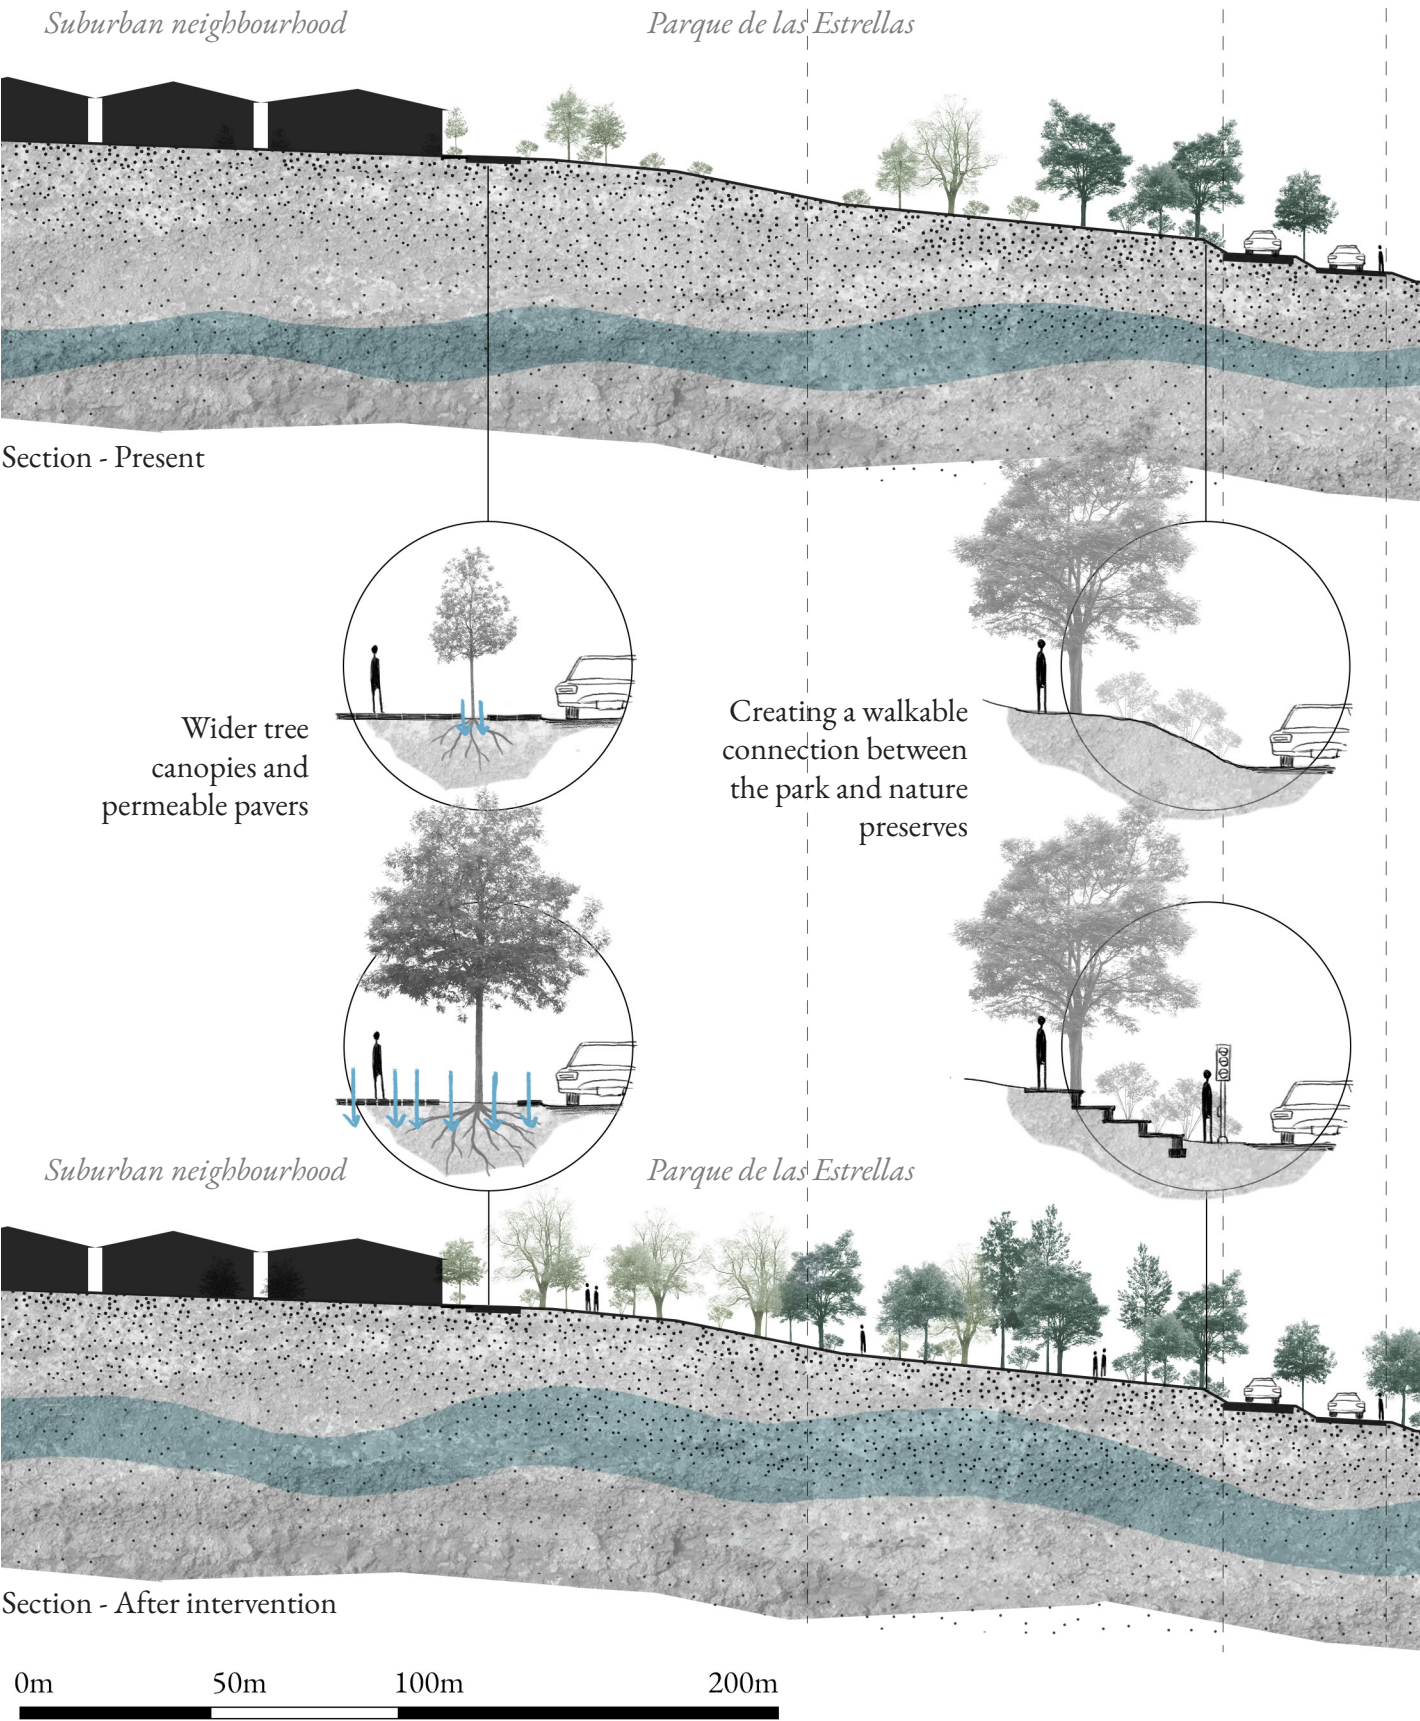 Suburban neighbourhood
Parque de las Estrellas
Section - Present
Wider tree
canopies and
permeable pavers
Creating a walkable
connection between
the park and nature
preserves
Suburban neighbourhood
Parque de las Estrellas
Section - After intervention
0m 50m 100m 200m